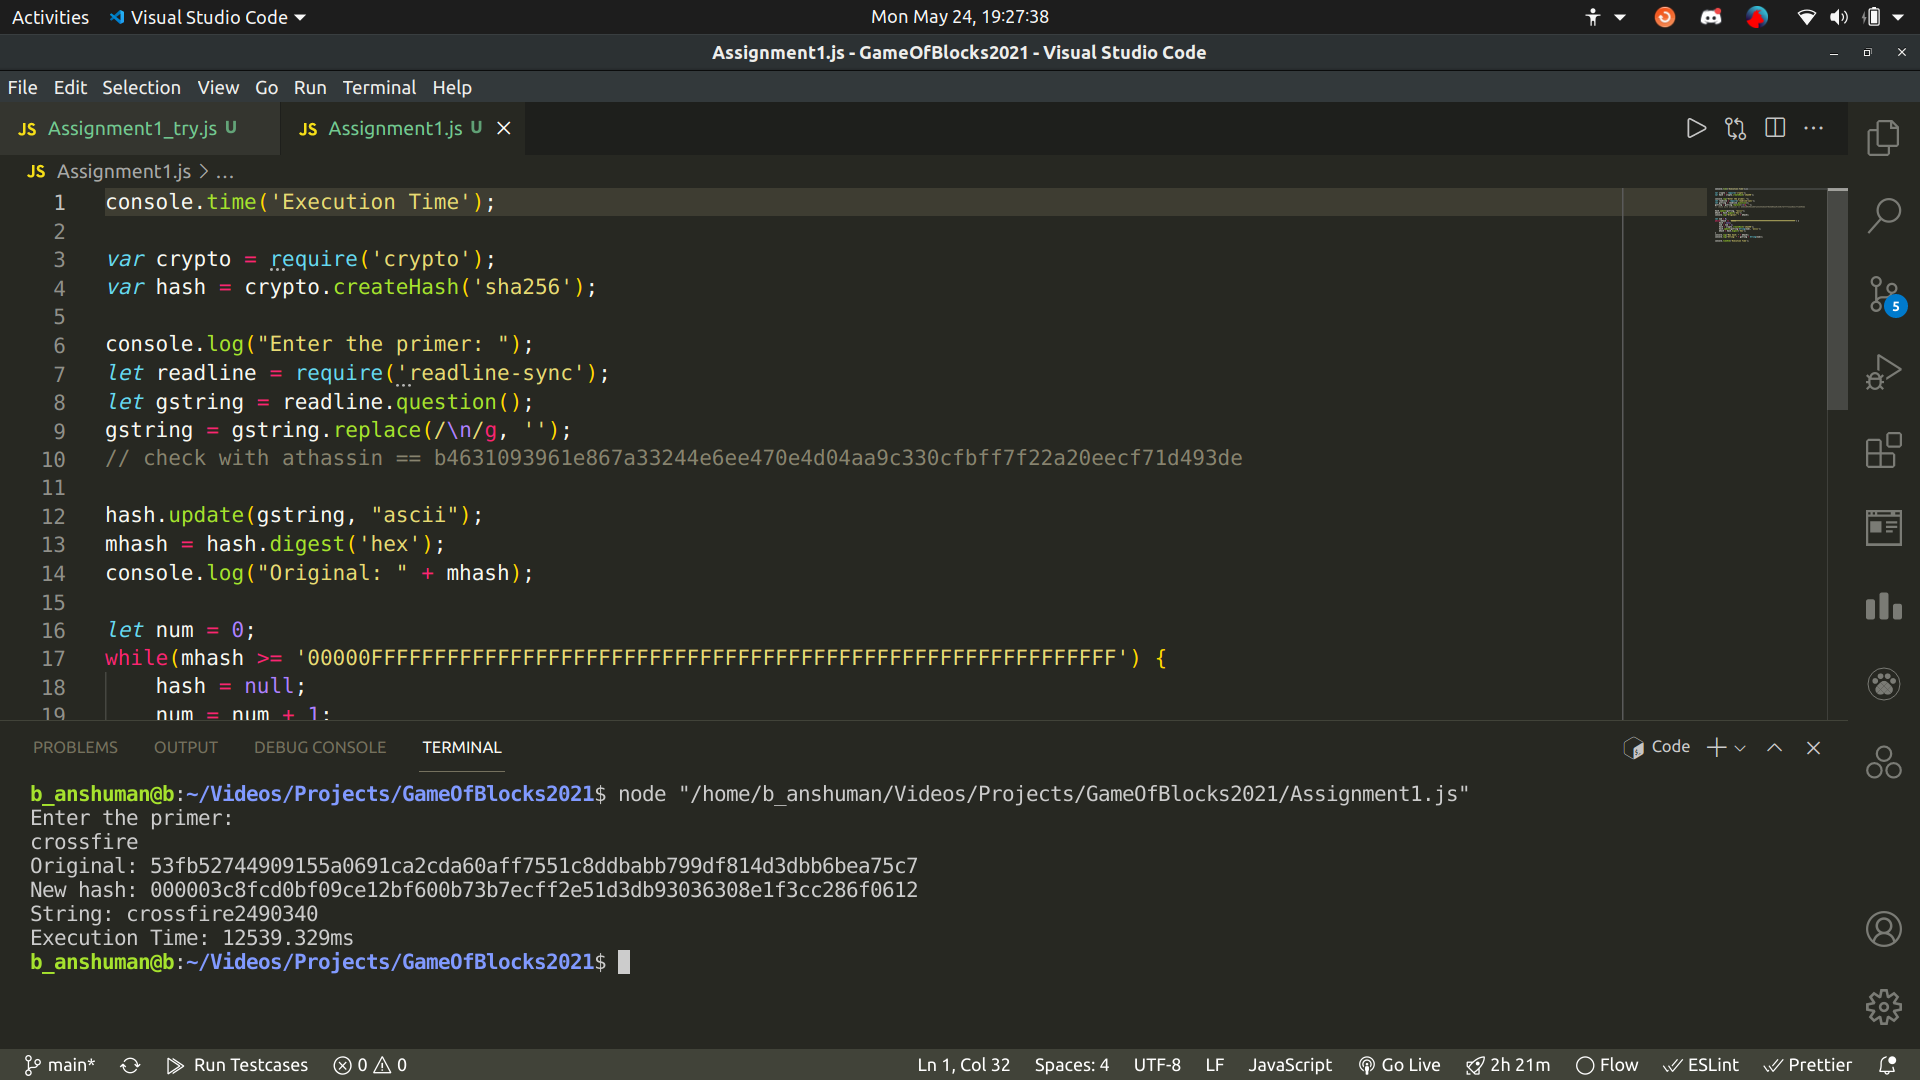 Activities Visual Studio Code Mon May 24, 19:27:38
Assignment1.js - GameOfBlocks2021 - Visual Studio Code
File Edit Selection View Go Run Terminal Help
JS Assignment1_try.js U JS Assignment1.js U
JS Assignment1.js > ...
1 console.time('Execution Time');
2
3 var crypto = require('crypto');
4 var hash = crypto.createHash('sha256');
5
6 console.log("Enter the primer: ");
7 let readline = require('readline-sync');
8 let gstring = readline.question();
9 gstring = gstring.replace(/\n/g, '');
10 // check with athassin == b4631093961e867a33244e6ee470e4d04aa9c330cfbff7f22a20eecf71d493de
11
12 hash.update(gstring, "ascii");
13 mhash = hash.digest('hex');
14 console.log("Original: " + mhash);
15
16 let num = 0;
17 while(mhash >= '00000FFFFFFFFFFFFFFFFFFFFFFFFFFFFFFFFFFFFFFFFFFFFFFFFFFFFFFFFFFF') {
18 hash = null;
19 num = num + 1;
5
PROBLEMS OUTPUT DEBUG CONSOLE TERMINAL Code
b_anshuman@b:~/Videos/Projects/GameOfBlocks2021$ node "/home/b_anshuman/Videos/Projects/GameOfBlocks2021/Assignment1.js"
Enter the primer:
crossfire
Original: 53fb52744909155a0691ca2cda60aff7551c8ddbabb799df814d3dbb6bea75c7
New hash: 000003c8fcd0bf09ce12bf600b73b7ecff2e51d3db93036308e1f3cc286f0612
String: crossfire2490340
Execution Time: 12539.329ms
b_anshuman@b:~/Videos/Projects/GameOfBlocks2021$
main* Run Testcases 0 0 Ln 1, Col 32 Spaces: 4 UTF-8 LF JavaScript Go Live 2h 21m Flow ESLint Prettier